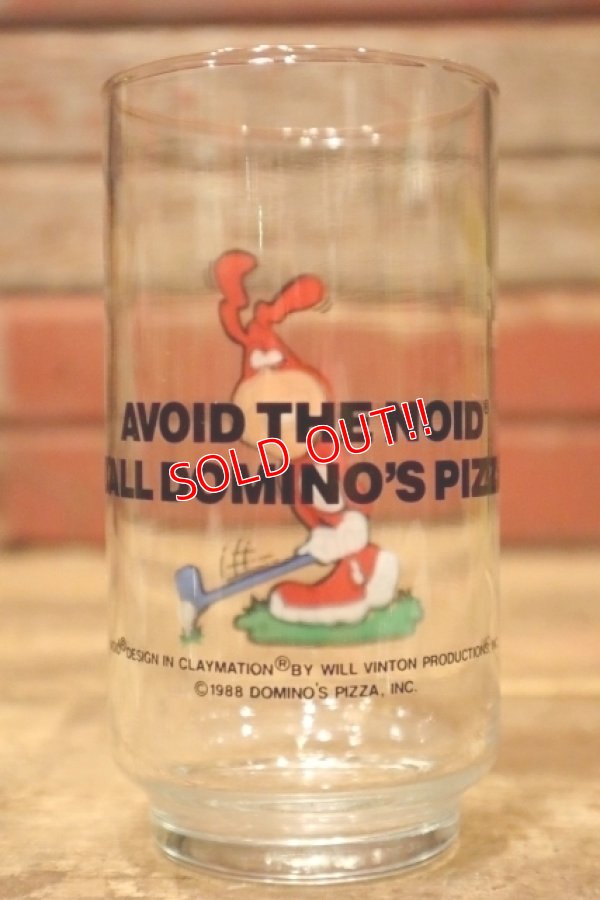 AVOID THE NOID®
CALL DOMINO'S PIZZ
SOLD OUT!!
® DESIGN IN CLAYMATION® BY WILL VINTON PRODUCTIONS,
©1988 DOMINO'S PIZZA, INC.